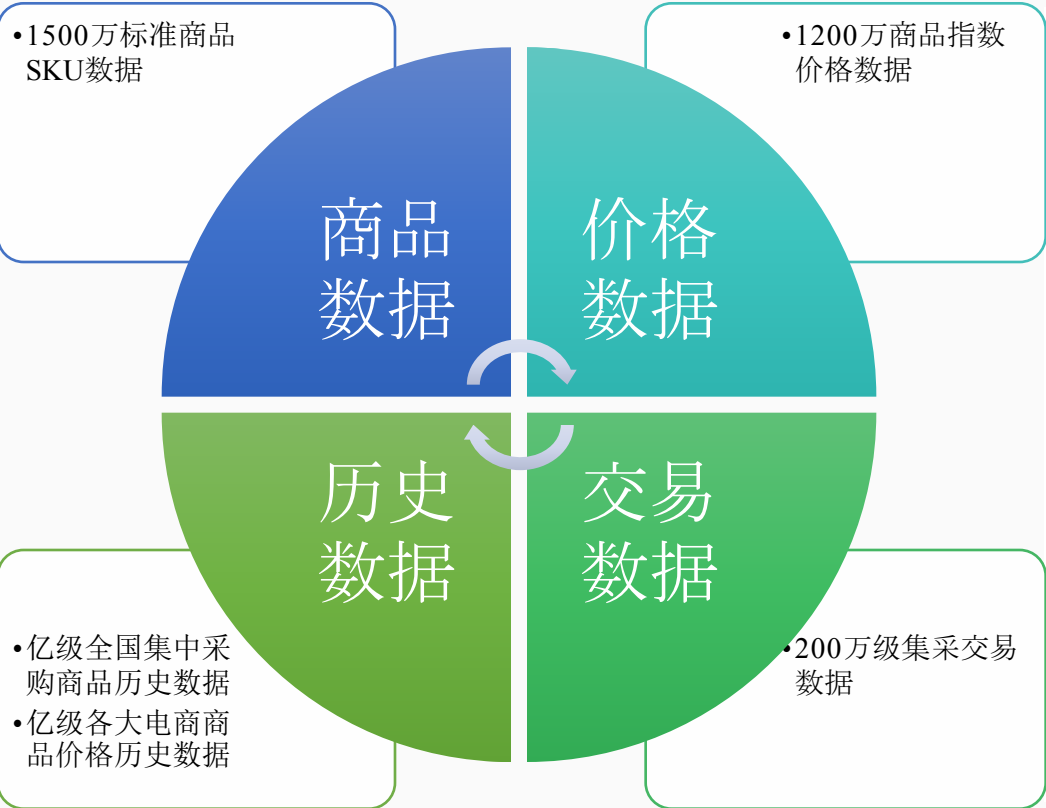 •1500万标准商品
SKU数据
•1200万商品指数
价格数据
商品
数据
价格
数据
历史
数据
交易
数据
•亿级全国集中采
购商品历史数据
•亿级各大电商商
品价格历史数据
•200万级集采交易
数据